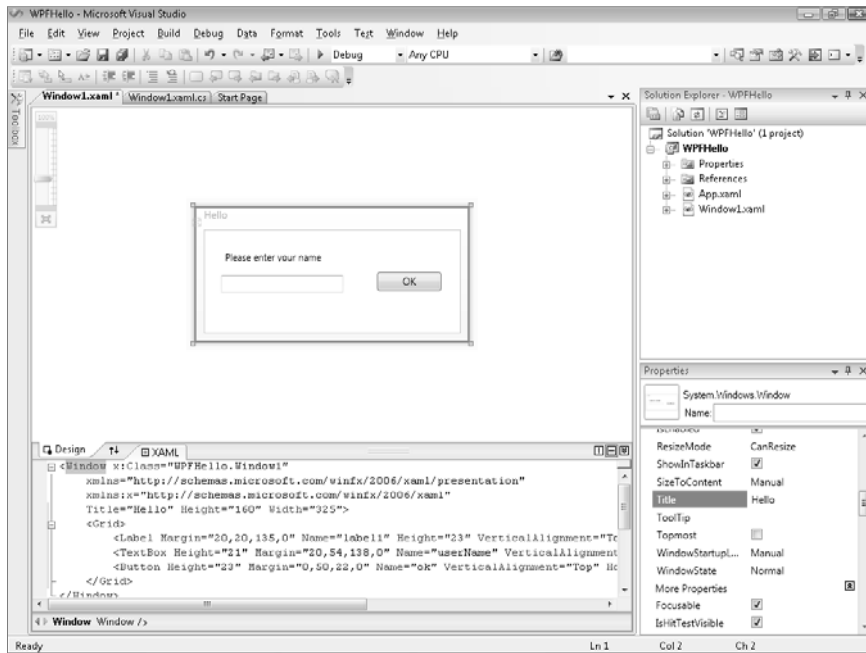 WPFHello - Microsoft Visual Studio
File Edit View Project Build Debug Data Format Tools Test Window Help
Debug Any CPU
Window1.xaml* Window1.xaml.cs Start Page
Toolbox
100%
Hello
Please enter your name
OK
Design XAML
<Window x:Class="WPFHello.Window1"
xmlns="http://schemas.microsoft.com/winfx/2006/xaml/presentation"
xmlns:x="http://schemas.microsoft.com/winfx/2006/xaml"
Title="Hello" Height="160" Width="325">
<Grid>
<Label Margin="20,20,135,0" Name="label1" Height="23" VerticalAlignment="To
<TextBox Height="21" Margin="20,54,138,0" Name="userName" VerticalAlignment
<Button Height="23" Margin="0,50,22,0" Name="ok" VerticalAlignment="Top" Ho
</Grid>
</Window>
Window Window />
Solution Explorer - WPFHello
Solution 'WPFHello' (1 project)
WPFHello
Properties
References
App.xaml
Window1.xaml
Properties
System.Windows.Window
Name:
IsEnabled
ResizeMode CanResize
ShowInTaskbar
SizeToContent Manual
Title Hello
ToolTip
Topmost
WindowStartupL... Manual
WindowState Normal
More Properties
Focusable
IsHitTestVisible
Ready Ln 1 Col 2 Ch 2